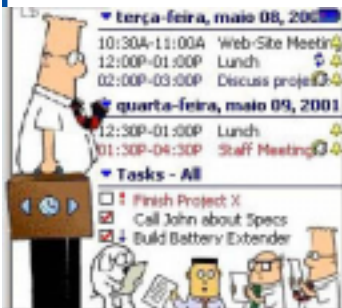 terça-feira, maio 08, 200
10:30A-11:00A Web-Site Meeting
12:00P-01:00P Lunch
02:00P-03:00P Discuss proje
quarta-feira, maio 09, 2001
12:30P-01:00P Lunch
01:30P-04:30P Staff Meeting
Tasks - All
Finish Project X
Call John about Specs
Build Battery Extender